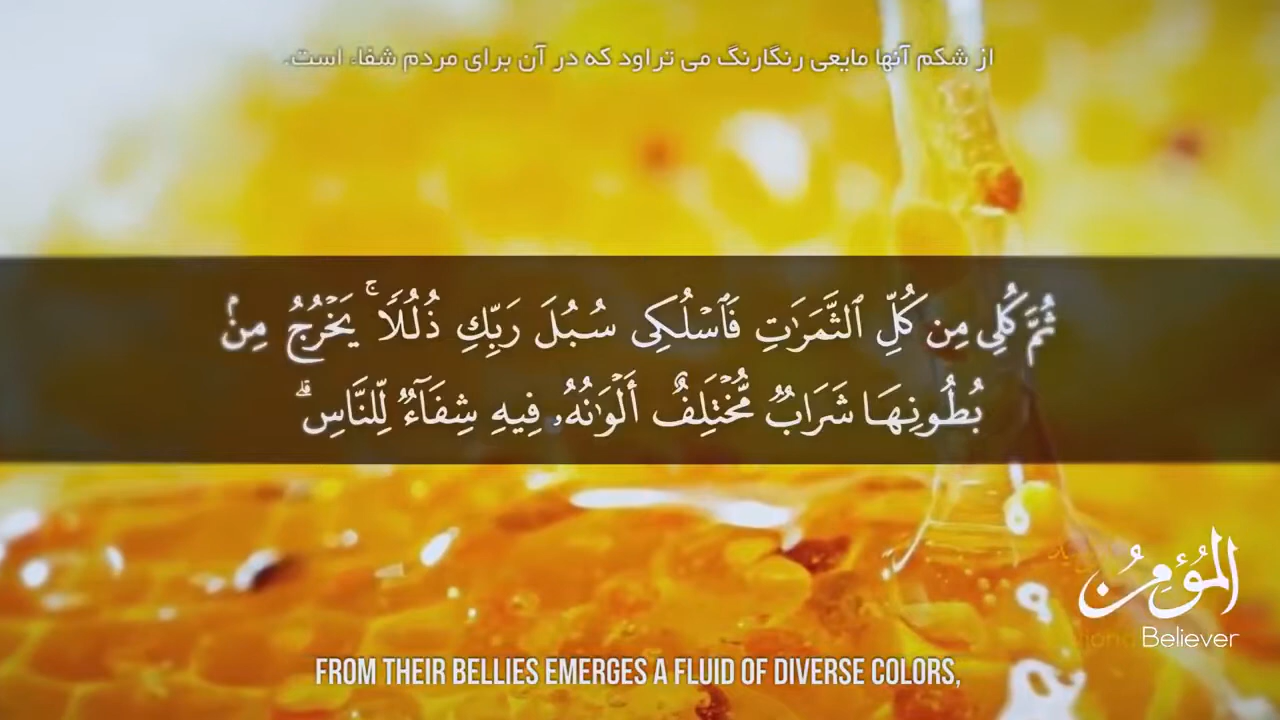 از شکم آنها مایعی رنگارنگ می تراود که در آن برای مردم شفاء است.
ثُمَّ كُلِى مِن كُلِّ ٱلثَّمَرَٰتِ فَٱسْلُكِى سُبُلَ رَبِّكِ ذُلُلًا ۚ يَخْرُجُ مِنۢ
بُطُونِهَا شَرَابٌ مُّخْتَلِفٌ أَلْوَٰنُهُۥ فِيهِ شِفَآءٌ لِّلنَّاسِ ۗ
المؤمن
Believer
FROM THEIR BELLIES EMERGES A FLUID OF DIVERSE COLORS,